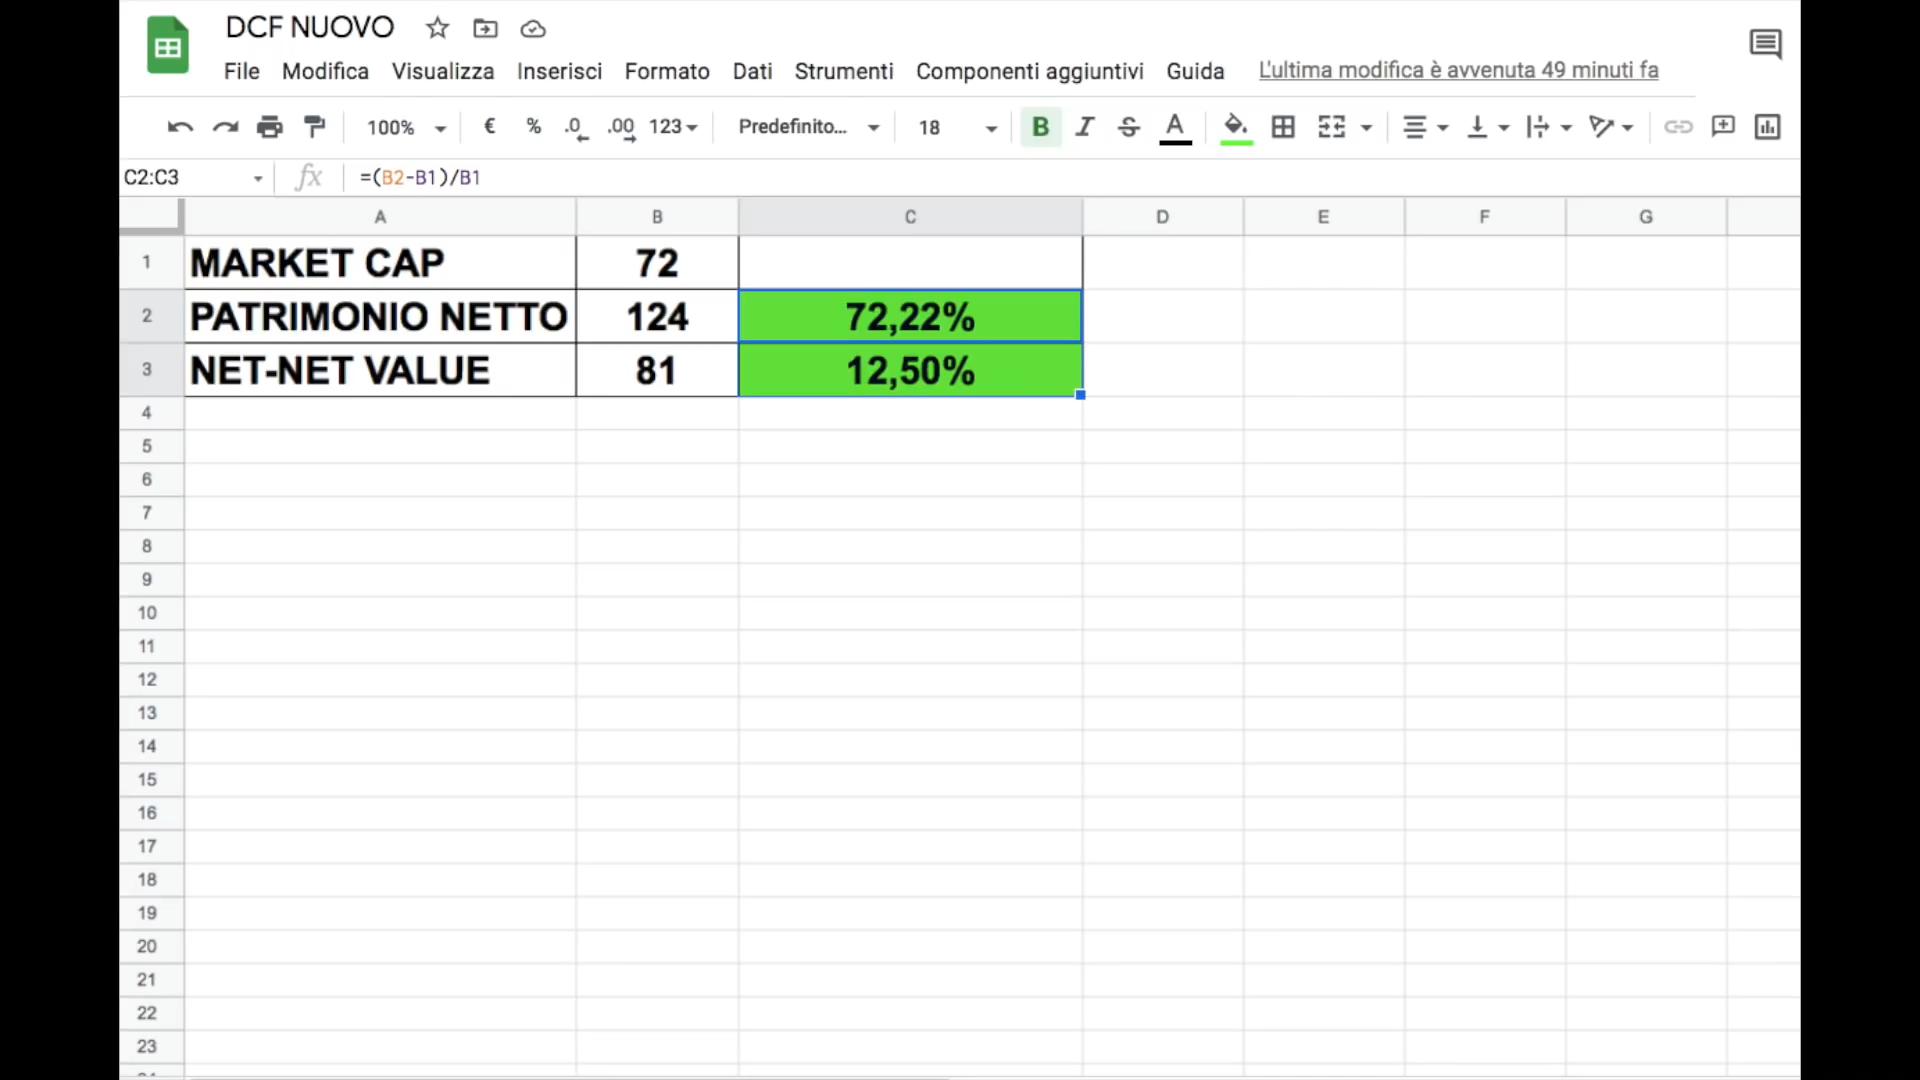 DCF NUOVO
File Modifica Visualizza Inserisci Formato Dati Strumenti Componenti aggiuntivi Guida L'ultima modifica è avvenuta 49 minuti fa
100% € % .0 .00 123 Predefinito... 18 B I S A
C2:C3 fx =(B2-B1)/B1
A B C D E F G
1 MARKET CAP 72
2 PATRIMONIO NETTO 124 72,22%
3 NET-NET VALUE 81 12,50%
4
5
6
7
8
9
10
11
12
13
14
15
16
17
18
19
20
21
22
23